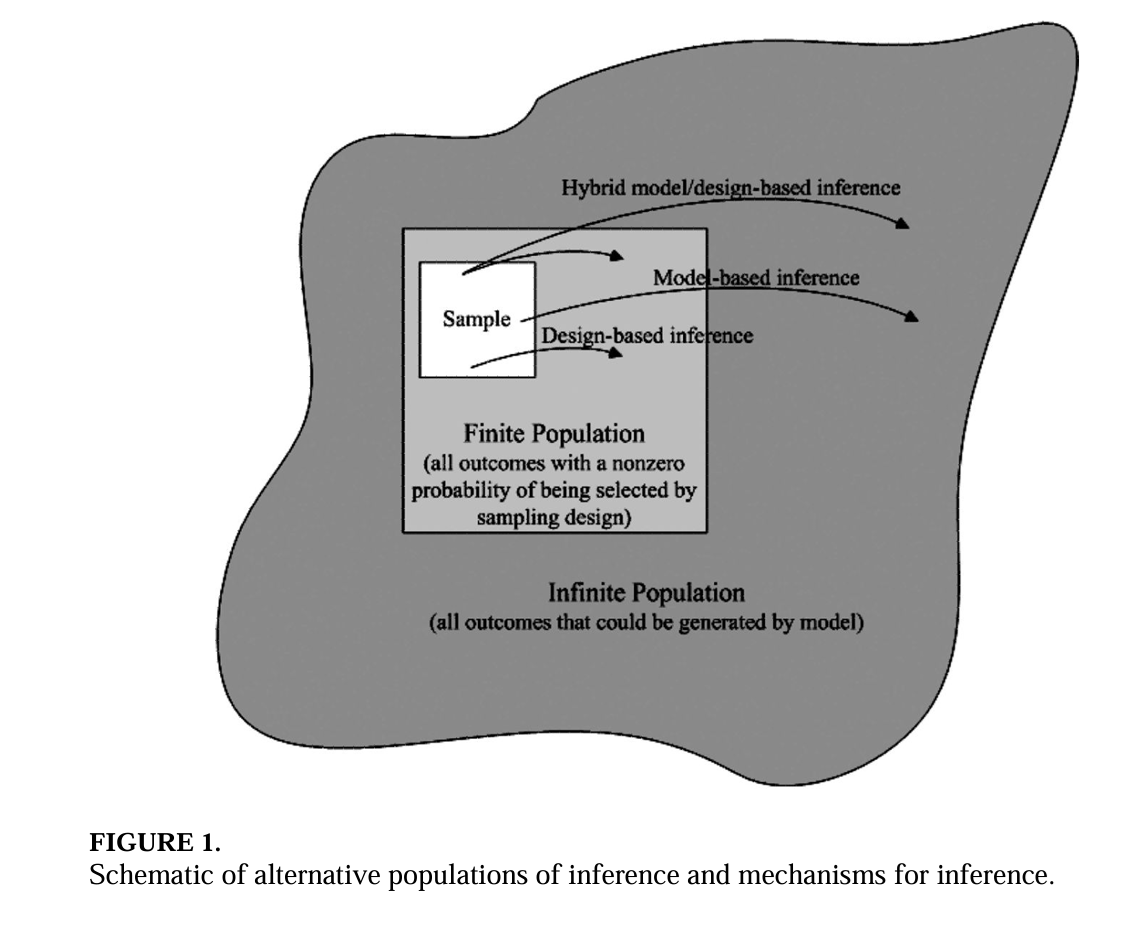 Hybrid model/design-based inference
Model-based inference
Sample
Design-based inference
Finite Population
(all outcomes with a nonzero
probability of being selected by
sampling design)
Infinite Population
(all outcomes that could be generated by model)
FIGURE 1.
Schematic of alternative populations of inference and mechanisms for inference.